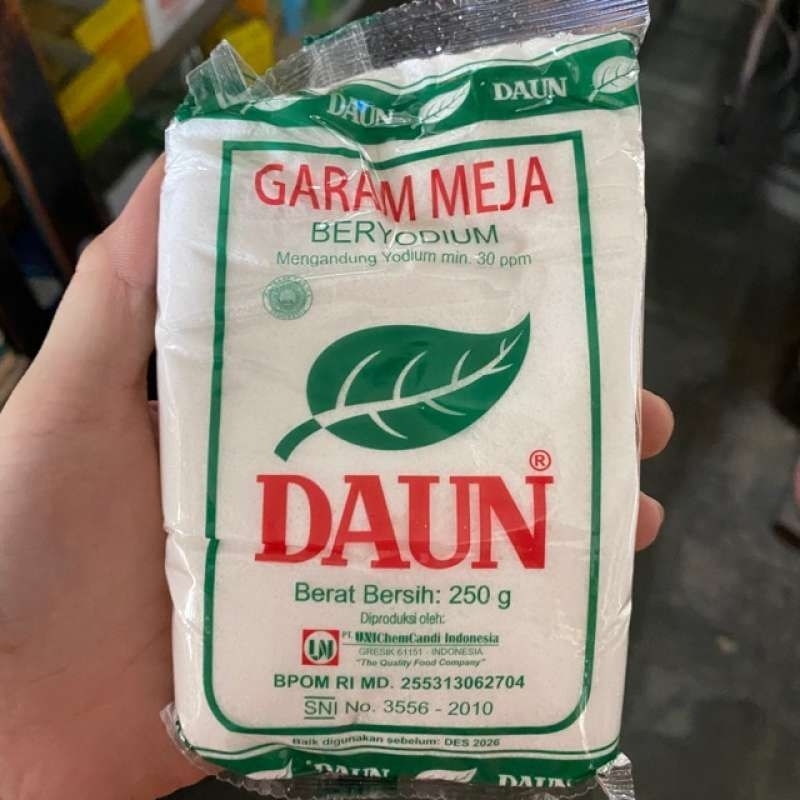 DAUN DAUN
GARAM MEJA
BERYODIUM
Mengandung Yodium min. 30 ppm
DAUN®
Berat Bersih: 250 g
Diproduksi oleh:
UN PT. UNIChemCandi Indonesia
GRESIK 61151 - INDONESIA
"The Quality Food Company"
BPOM RI MD. 255313062704
SNI No. 3556 - 2010
Baik digunakan sebelum: DES 2026
DAUN DAUN